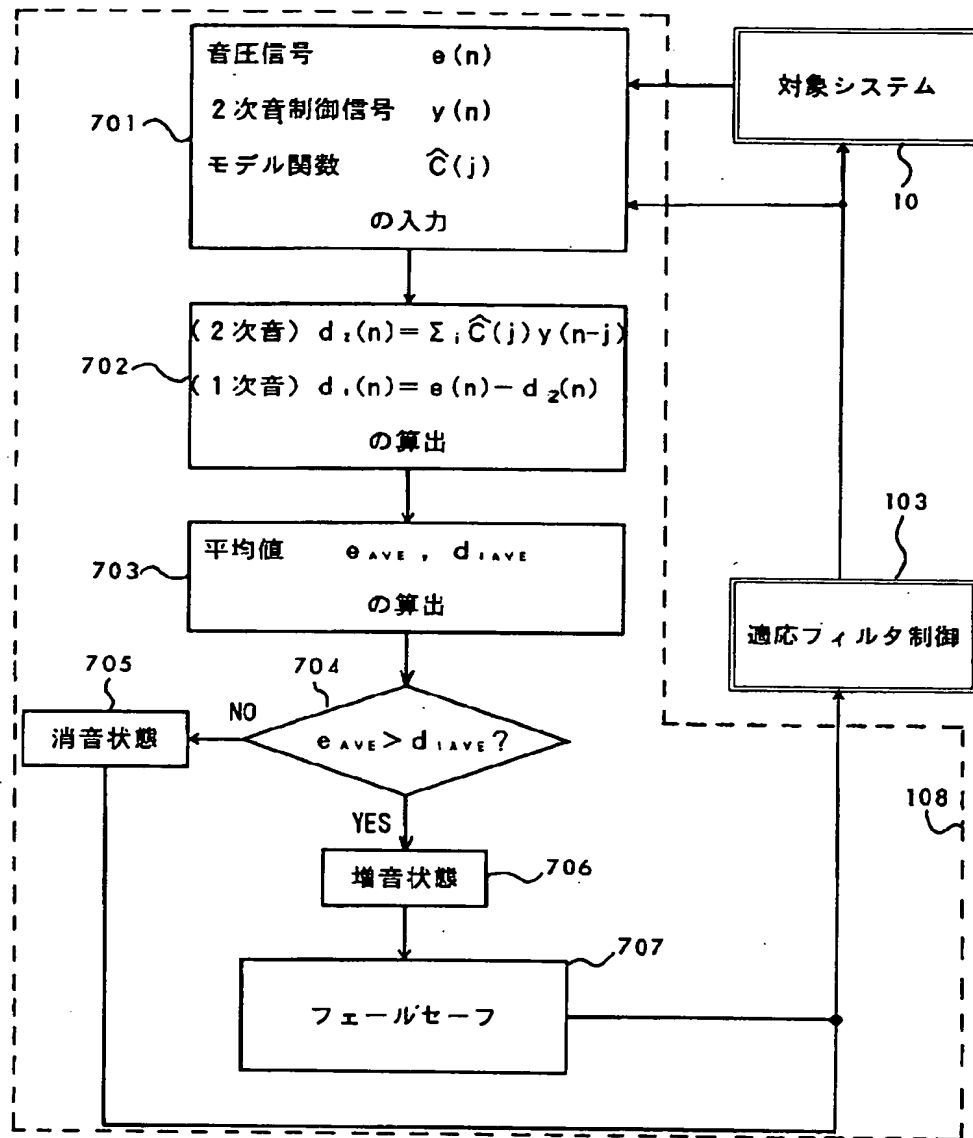 音圧信号 e(n)
2次音制御信号 y(n)
モデル関数 Ĉ(j)
の入力
701
対象システム
10
(2次音) d₂(n)=Σⱼ Ĉ(j)y(n-j)
(1次音) d₁(n)=e(n)-d₂(n)
の算出
702
平均値 e AVE , d 1AVE
の算出
703
103
適応フィルタ制御
704
705
NO
消音状態
e AVE > d 1AVE ?
YES
108
増音状態
706
707
フェールセーフ